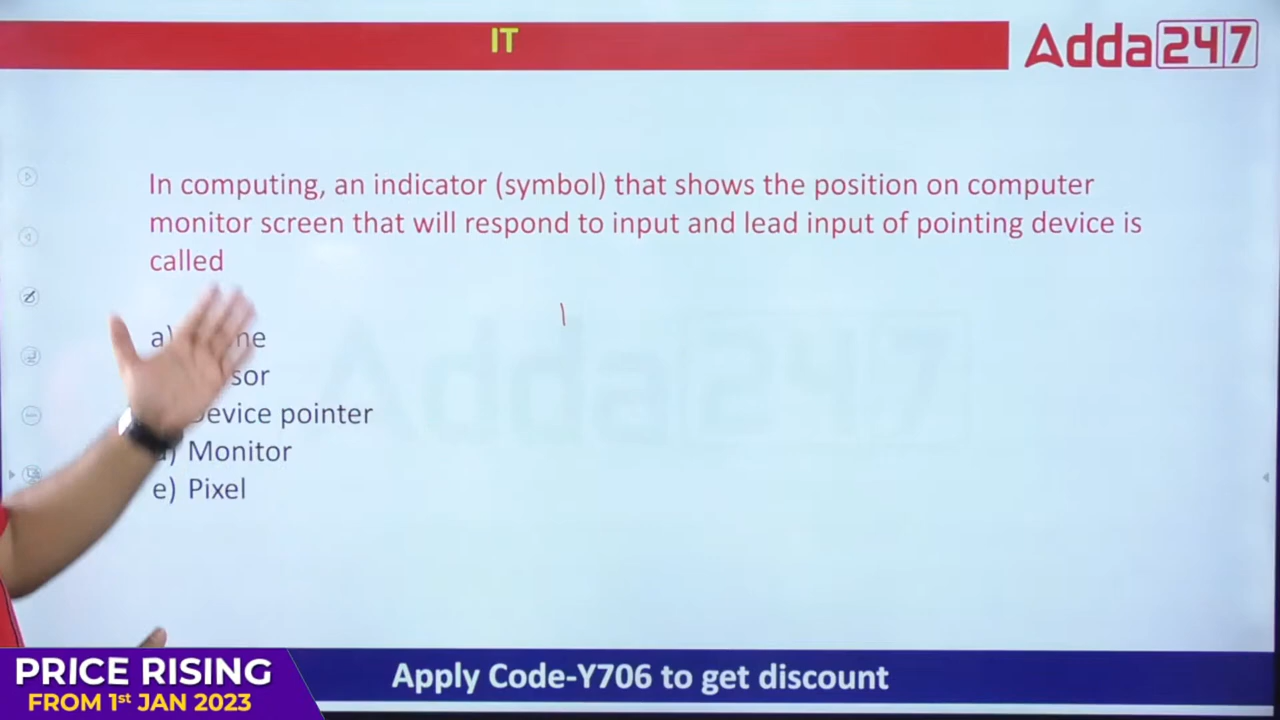 IT
Adda247
In computing, an indicator (symbol) that shows the position on computer
monitor screen that will respond to input and lead input of pointing device is
called
a)
Device pointer
d) Monitor
e) Pixel
Adda247
PRICE RISING
FROM 1st JAN 2023
Apply Code-Y706 to get discount